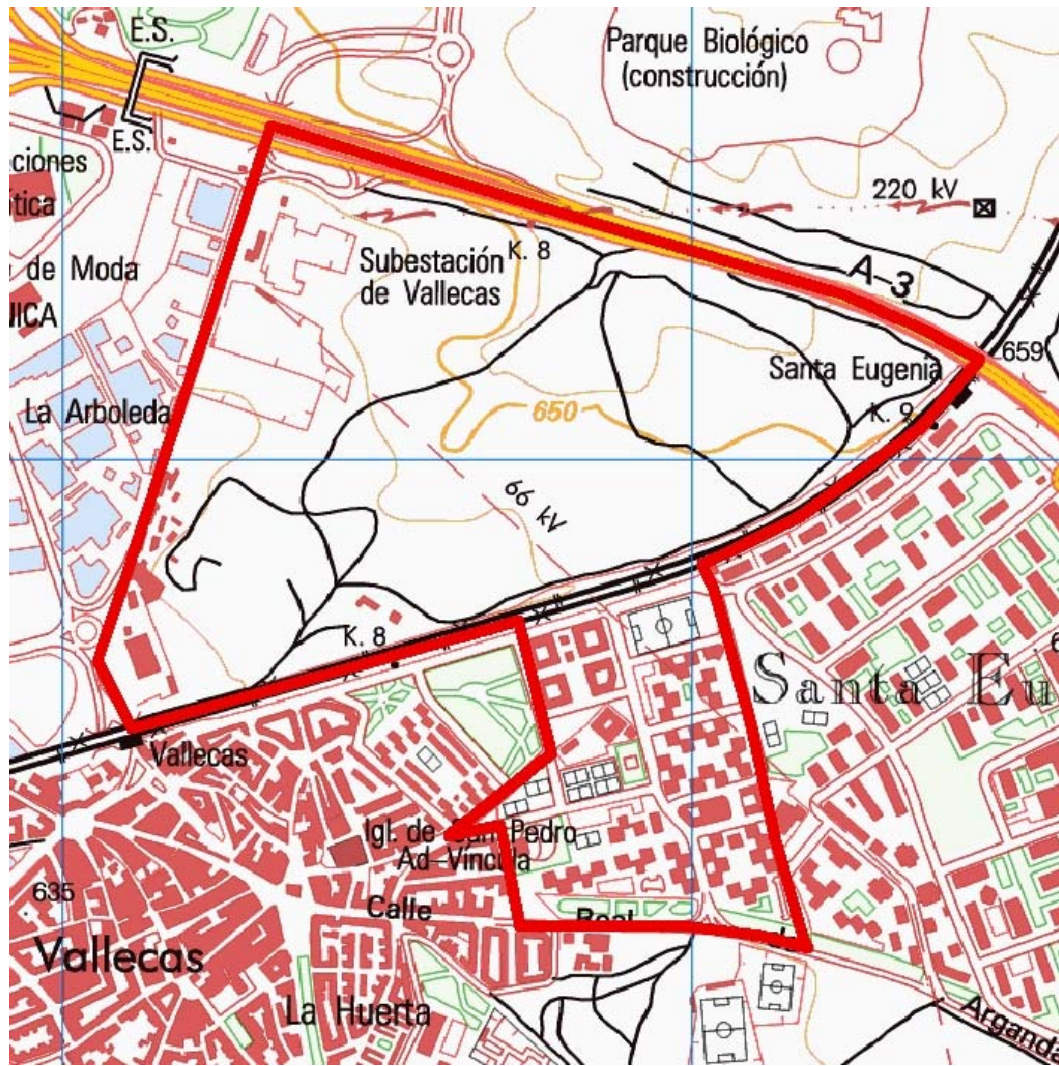 E.S.
Parque Biológico
(construcción)
E.S.
ciones
tica
220 kV
de Moda
Subestación
de Vallecas
K. 8
A-3
659
Santa Eugenia
La Arboleda
650
K. 9
66 kV
K. 8
Santa Eu
Vallecas
Igl. de San Pedro
Ad-Víncula
635
Calle
Real
Vallecas
La Huerta
Arganda